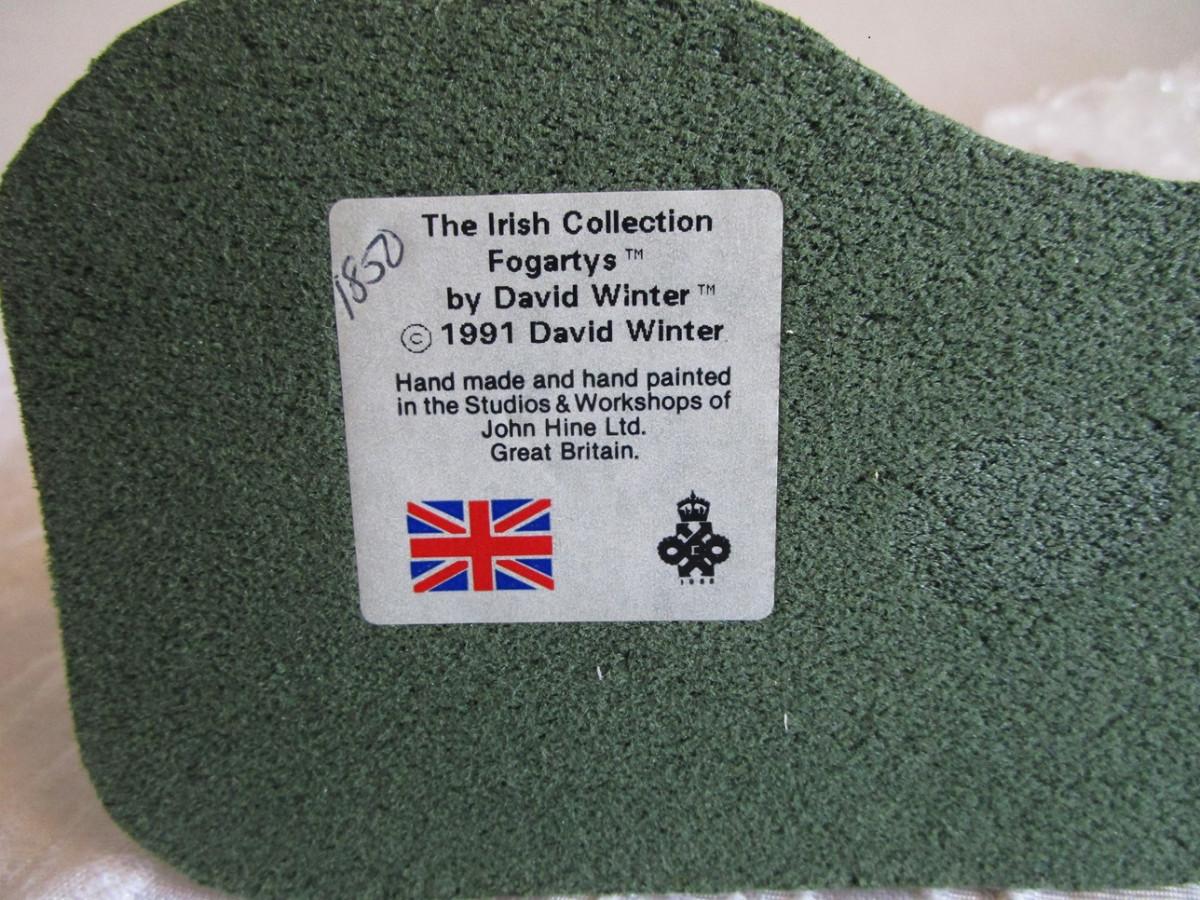 The Irish Collection
Fogartys™
by David Winter™
© 1991 David Winter
1850
Hand made and hand painted
in the Studios & Workshops of
John Hine Ltd.
Great Britain.